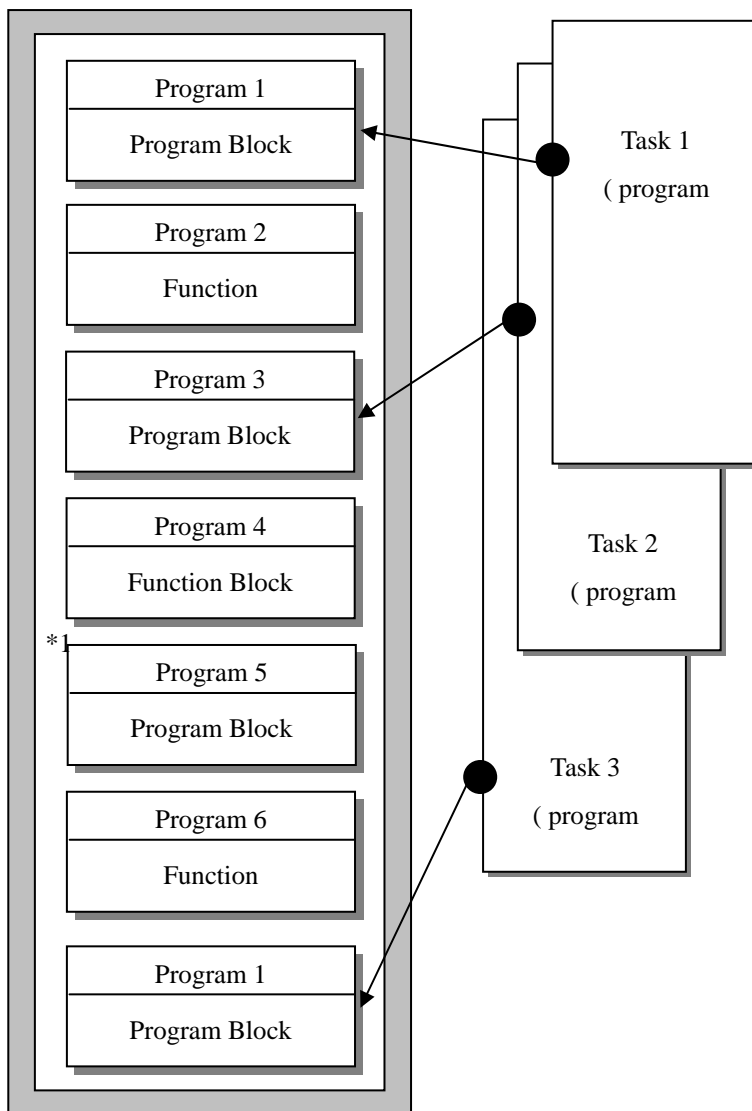 Program 1
Program Block
Program 2
Function
Program 3
Program Block
Program 4
Function Block
*1
Program 5
Program Block
Program 6
Function
Program 1
Program Block
Task 1
( program
Task 2
( program
Task 3
( program